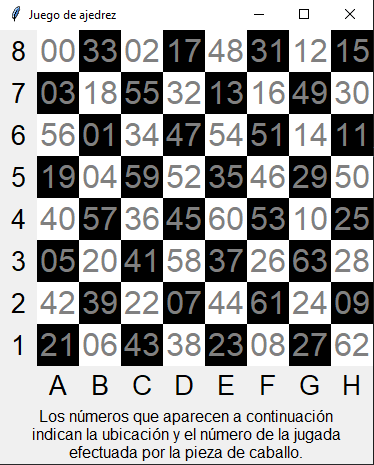 Juego de ajedrez
8 00 33 02 17 48 31 12 15
7 03 18 55 32 13 16 49 30
6 56 01 34 47 54 51 14 11
5 19 04 59 52 35 46 29 50
4 40 57 36 45 60 53 10 25
3 05 20 41 58 37 26 63 28
2 42 39 22 07 44 61 24 09
1 21 06 43 38 23 08 27 62
A B C D E F G H
Los números que aparecen a continuación
indican la ubicación y el número de la jugada
efectuada por la pieza de caballo.